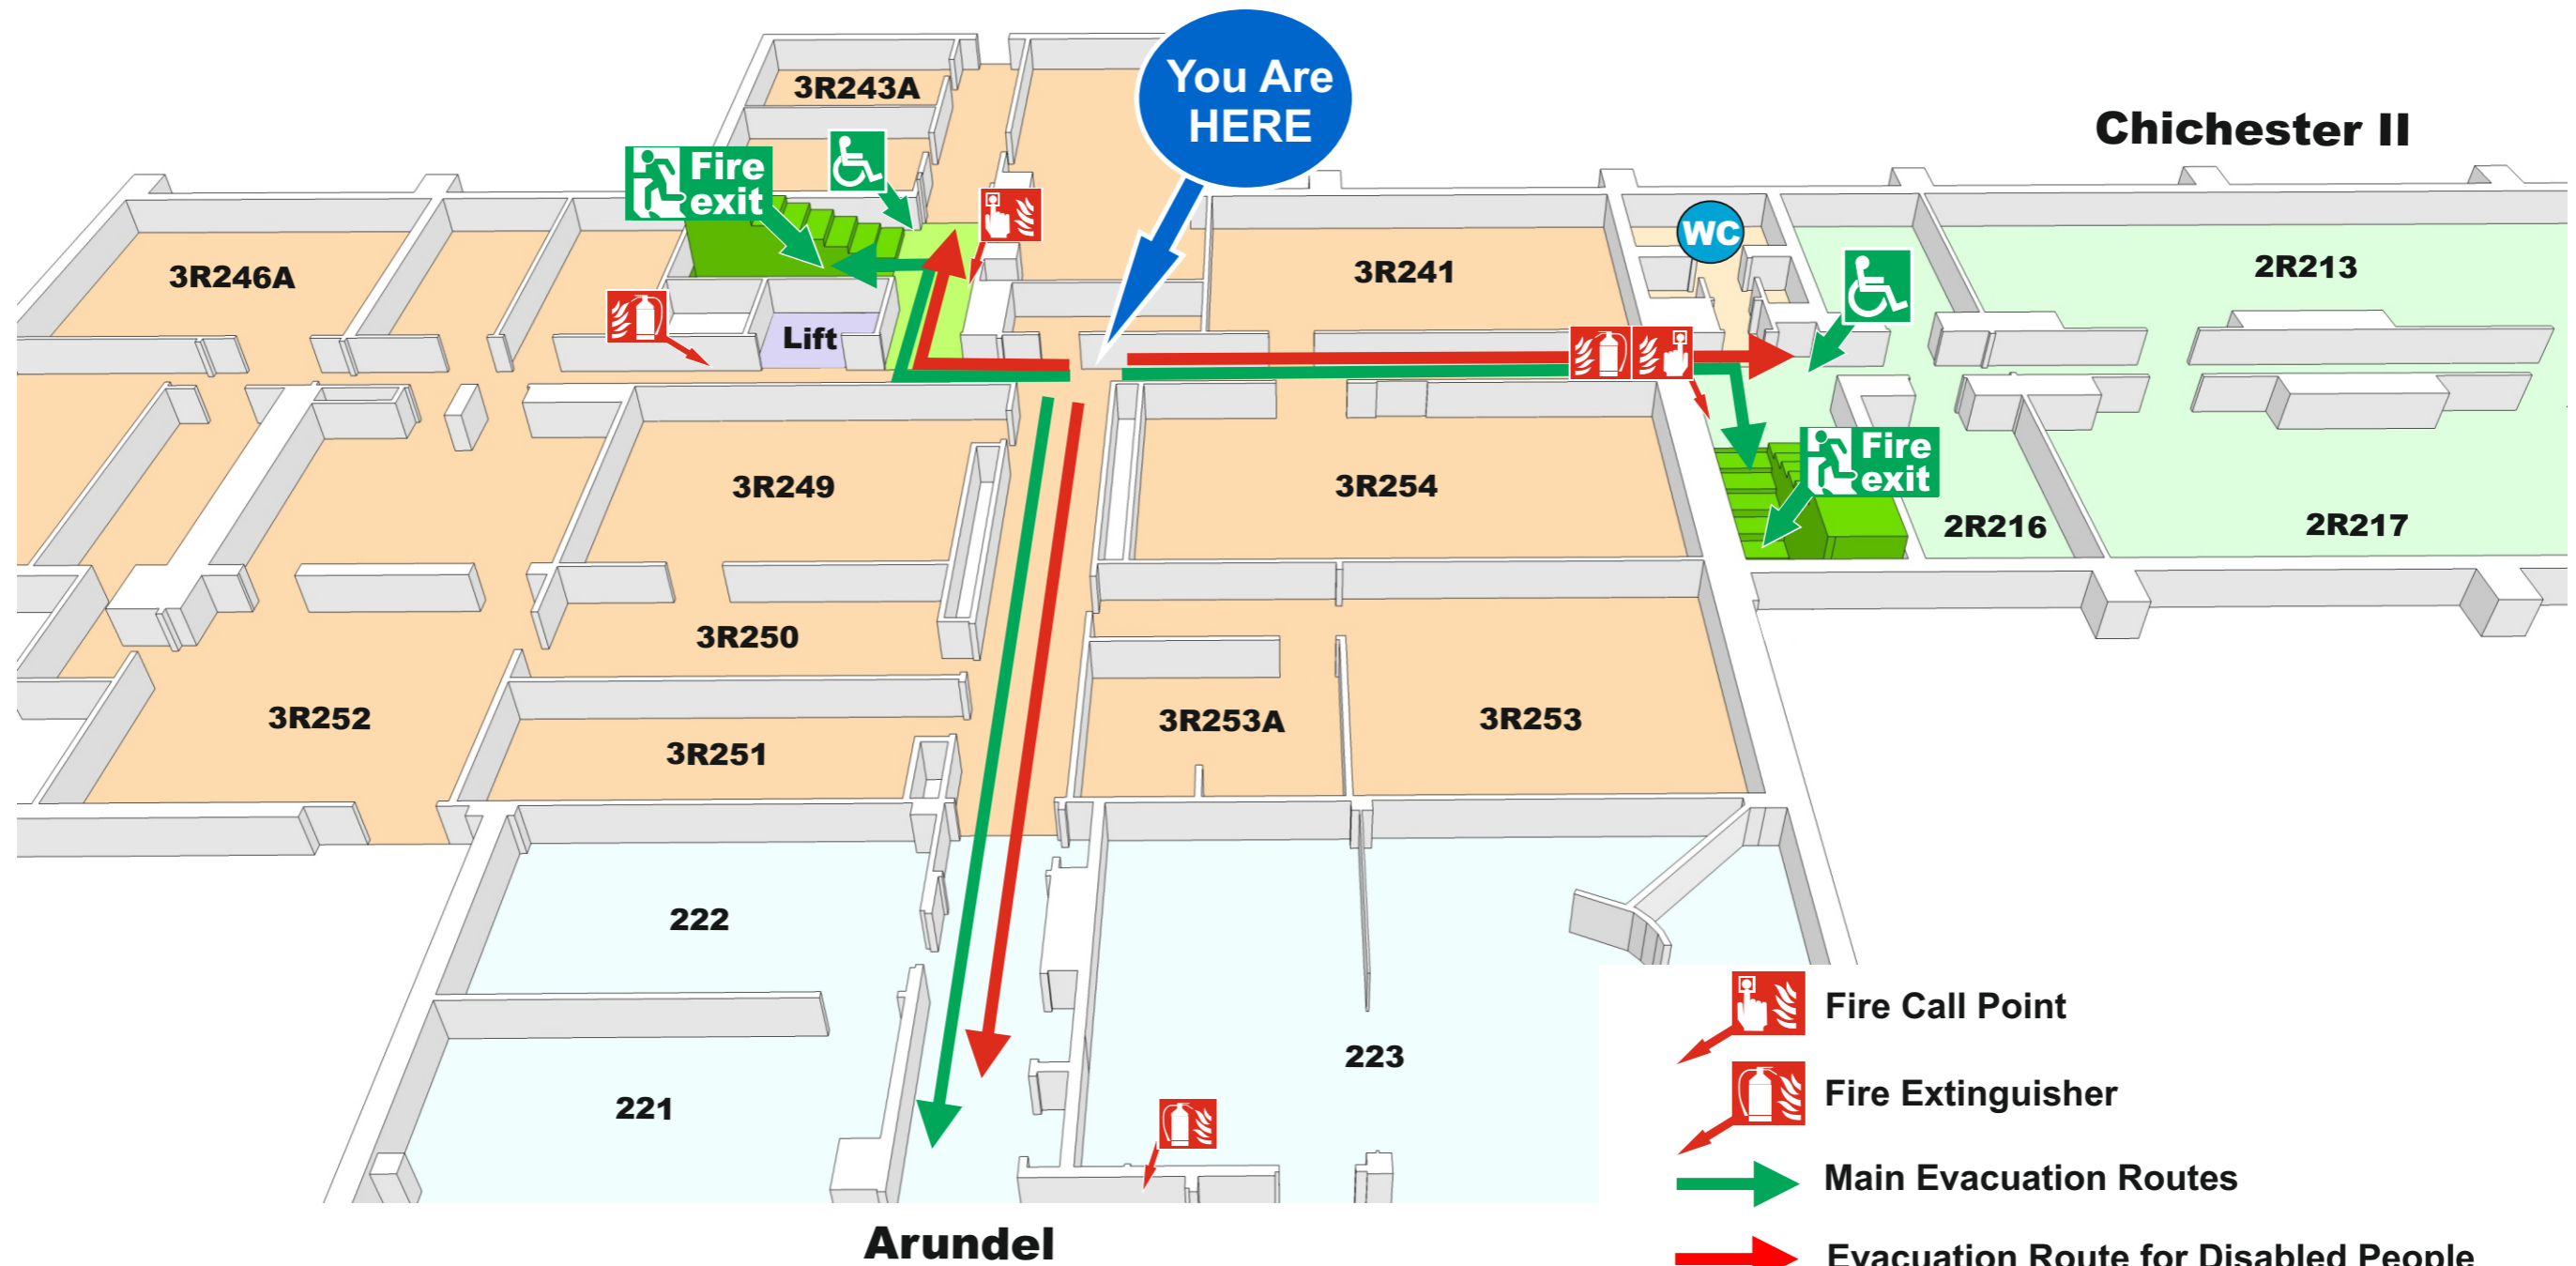 You Are
HERE
3R243A
Chichester II
Fire
exit
3R246A
Lift
3R241
WC
2R213
3R249
3R254
Fire
exit
2R216
2R217
3R250
3R252
3R251
3R253A
3R253
222
221
223
Fire Call Point
Fire Extinguisher
Main Evacuation Routes
Evacuation Route for Disabled People
Arundel